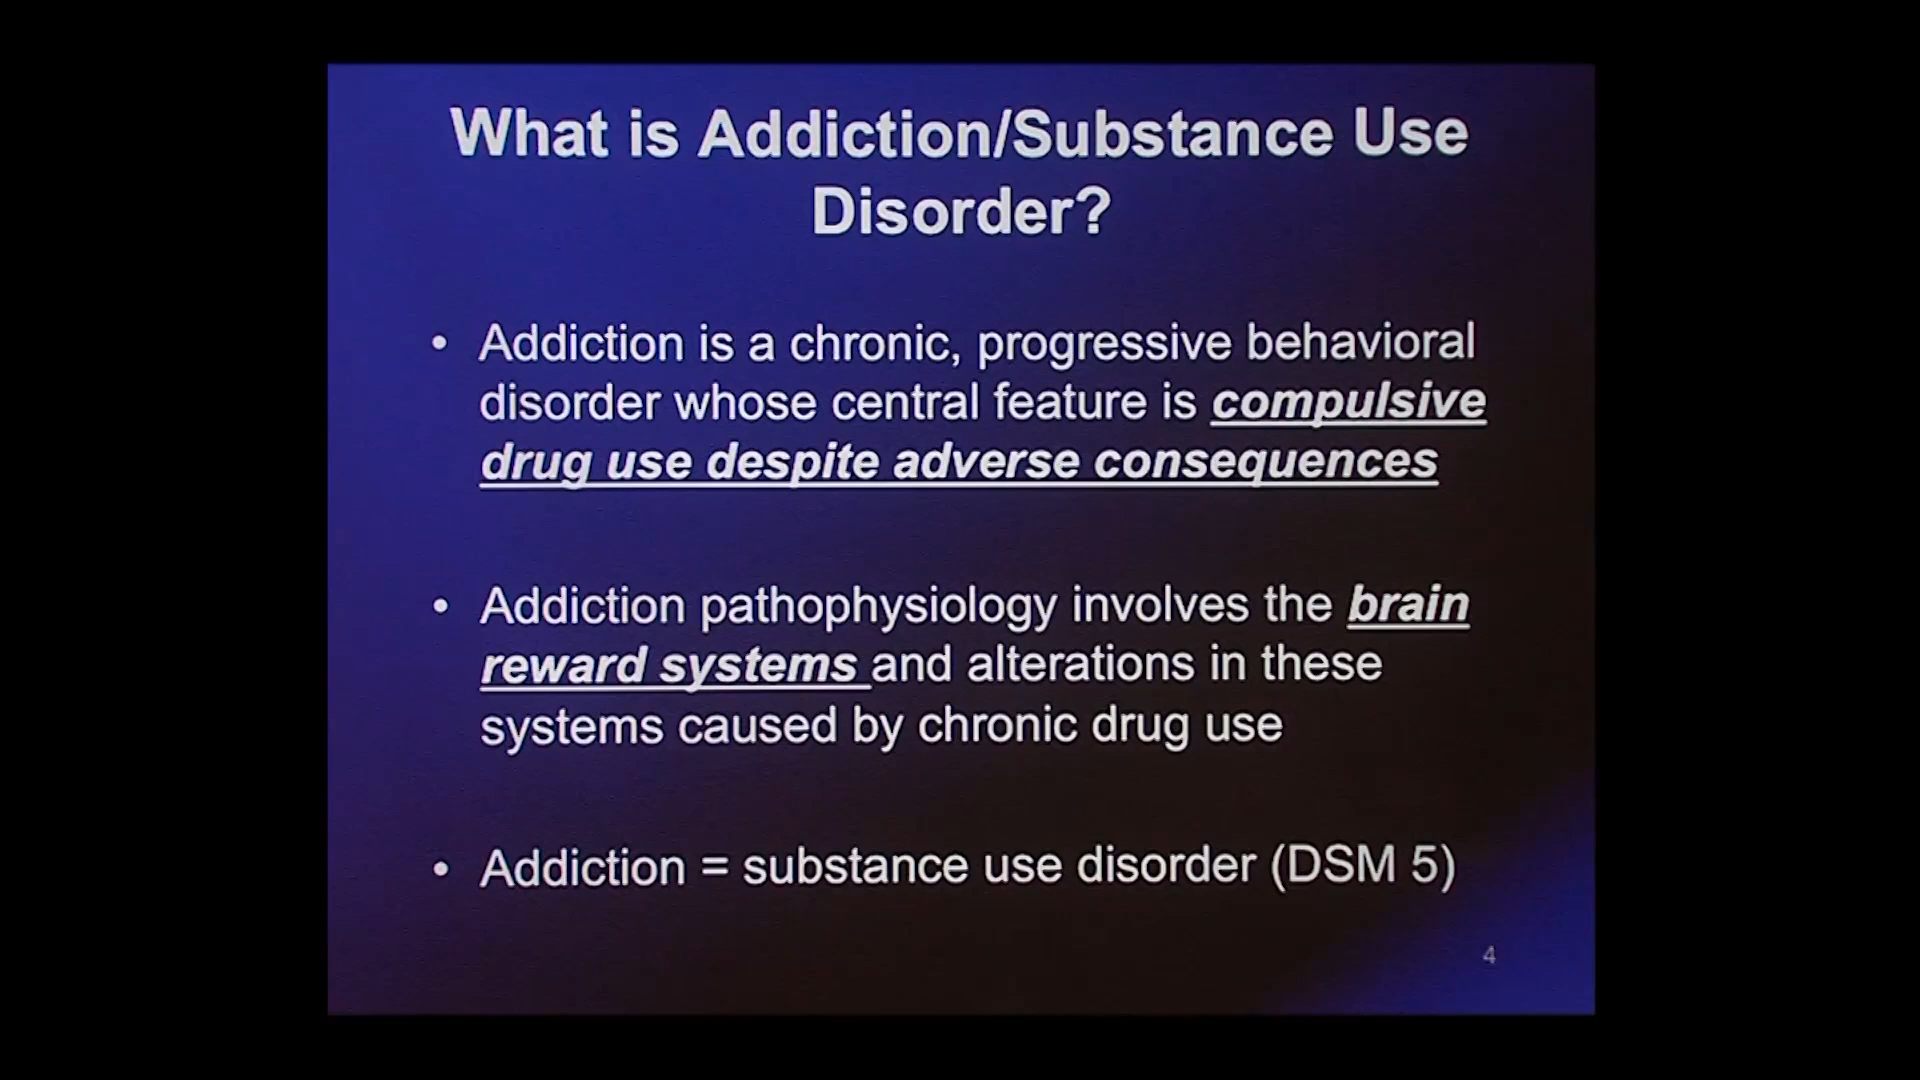 What is Addiction/Substance Use
Disorder?
• Addiction is a chronic, progressive behavioral
disorder whose central feature is compulsive
drug use despite adverse consequences
• Addiction pathophysiology involves the brain
reward systems and alterations in these
systems caused by chronic drug use
• Addiction = substance use disorder (DSM 5)
4